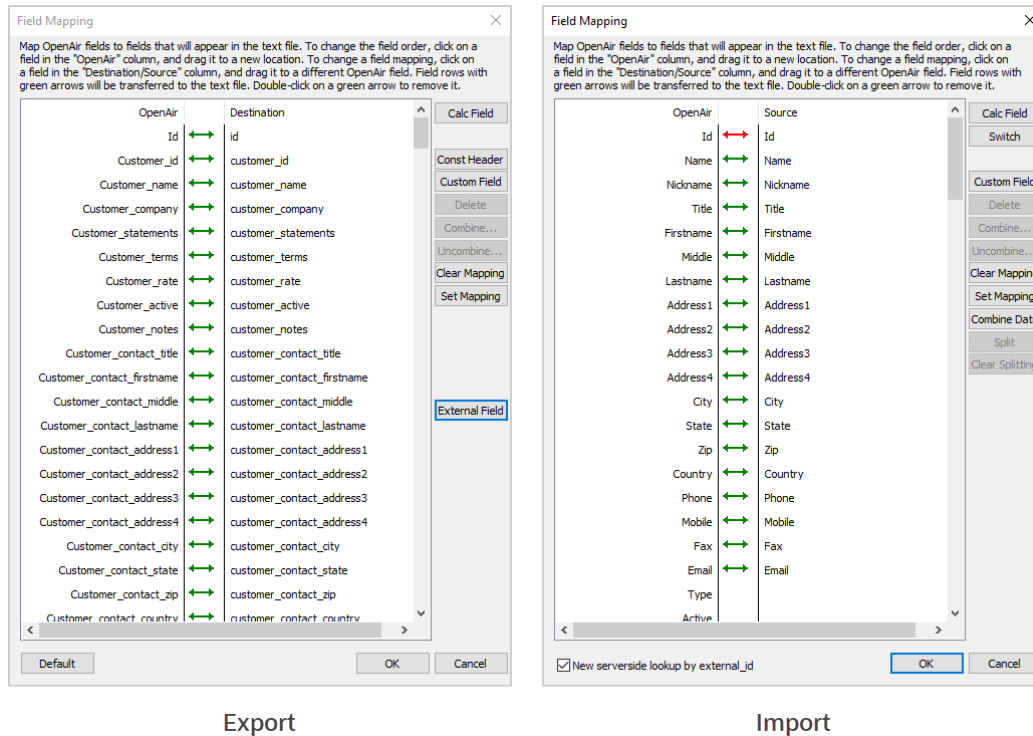 Field Mapping
Map OpenAir fields to fields that will appear in the text file. To change the field order, click on a
field in the "OpenAir" column, and drag it to a new location. To change a field mapping, click on
a field in the "Destination/Source" column, and drag it to a different OpenAir field. Field rows with
green arrows will be transferred to the text file. Double-click on a green arrow to remove it.
OpenAir Destination
Id id
Customer_id customer_id
Customer_name customer_name
Customer_company customer_company
Customer_statements customer_statements
Customer_terms customer_terms
Customer_rate customer_rate
Customer_active customer_active
Customer_notes customer_notes
Customer_contact_title customer_contact_title
Customer_contact_firstname customer_contact_firstname
Customer_contact_middle customer_contact_middle
Customer_contact_lastname customer_contact_lastname
Customer_contact_address1 customer_contact_address1
Customer_contact_address2 customer_contact_address2
Customer_contact_address3 customer_contact_address3
Customer_contact_address4 customer_contact_address4
Customer_contact_city customer_contact_city
Customer_contact_state customer_contact_state
Customer_contact_zip customer_contact_zip
Customer_contact_country customer_contact_country
Calc Field
Const Header
Custom Field
Delete
Combine...
Uncombine...
Clear Mapping
Set Mapping
External Field
Default OK Cancel
Export
Field Mapping
Map OpenAir fields to fields that will appear in the text file. To change the field order, click on a
field in the "OpenAir" column, and drag it to a new location. To change a field mapping, click on
a field in the "Destination/Source" column, and drag it to a different OpenAir field. Field rows with
green arrows will be transferred to the text file. Double-click on a green arrow to remove it.
OpenAir Source
Id Id
Name Name
Nickname Nickname
Title Title
Firstname Firstname
Middle Middle
Lastname Lastname
Address1 Address1
Address2 Address2
Address3 Address3
Address4 Address4
City City
State State
Zip Zip
Country Country
Phone Phone
Mobile Mobile
Fax Fax
Email Email
Type
Active
Calc Field
Switch
Custom Field
Delete
Combine...
Uncombine...
Clear Mapping
Set Mapping
Combine Dat
Split
Clear Splitting
New serverside lookup by external_id OK Cancel
Import